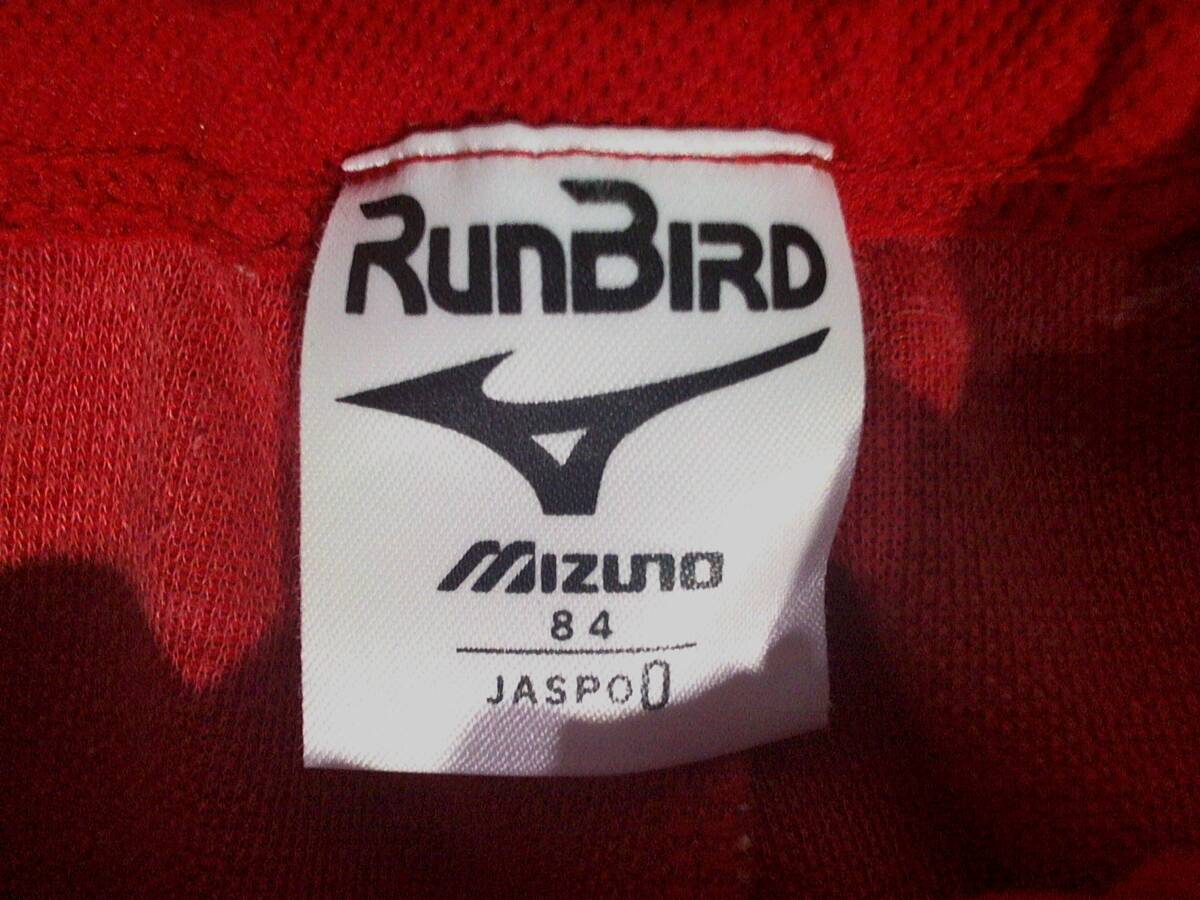 RUNBIRD
MIZUNO
84
JASPO O